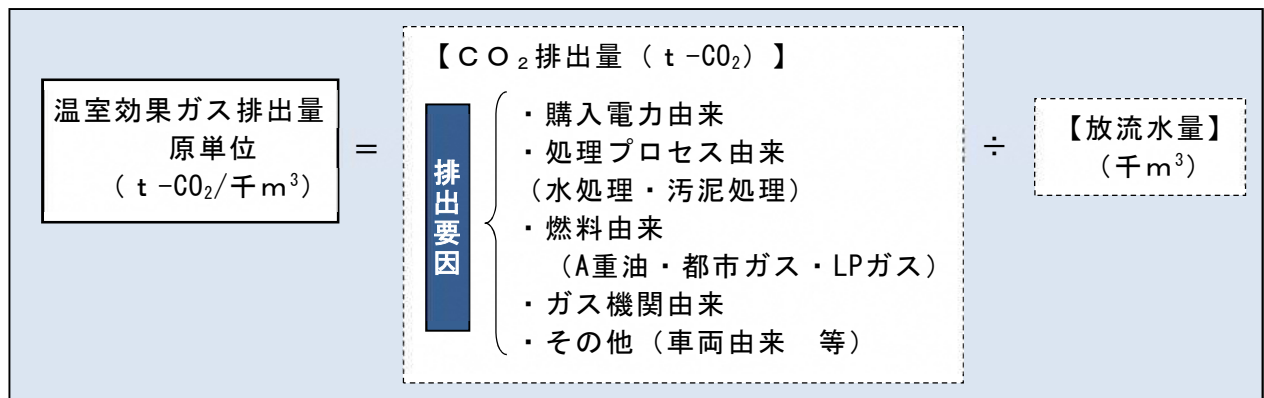 温室効果ガス排出量
原単位
（ｔ-CO₂/千ｍ³）
＝
【ＣＯ₂排出量（ｔ-CO₂）】
排出要因
・購入電力由来
・処理プロセス由来
（水処理・汚泥処理）
・燃料由来
（A重油・都市ガス・LPガス）
・ガス機関由来
・その他（車両由来　等）
÷
【放流水量】
（千ｍ³）